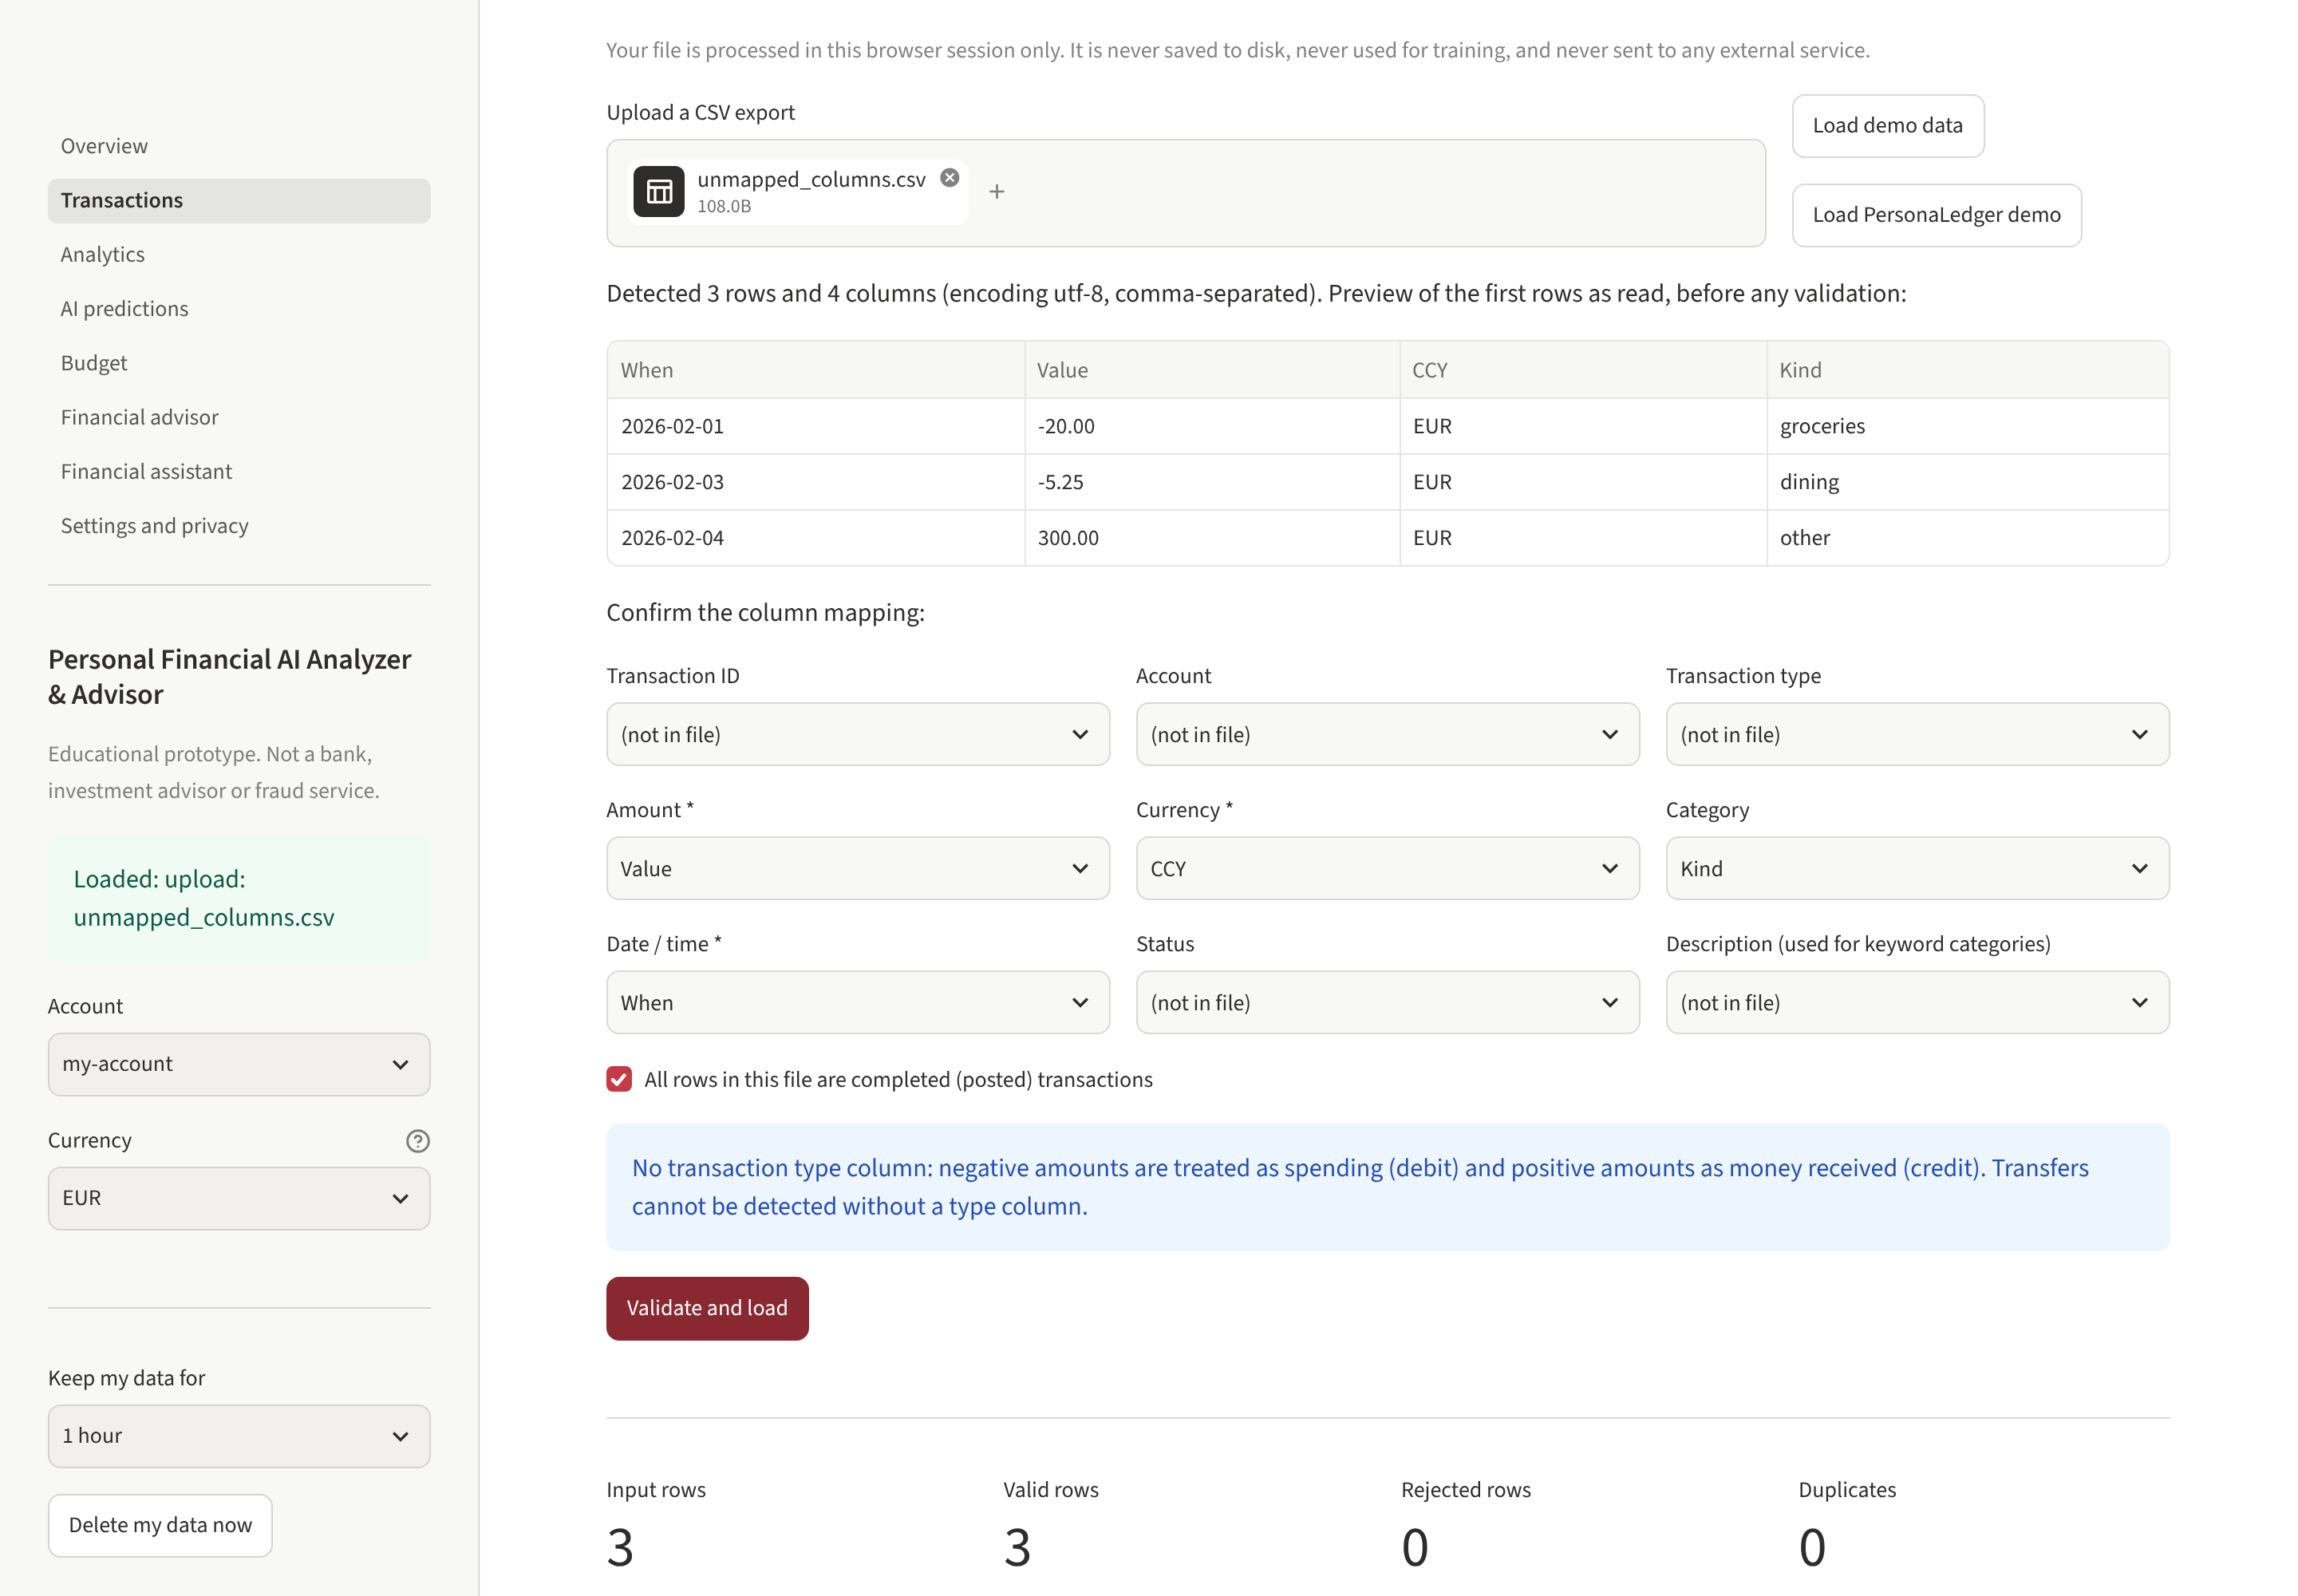 Overview
Transactions
Analytics
AI predictions
Budget
Financial advisor
Financial assistant
Settings and privacy
Personal Financial AI Analyzer
& Advisor
Educational prototype. Not a bank,
investment advisor or fraud service.
Loaded: upload:
unmapped_columns.csv
Account
my-account
Currency
EUR
Keep my data for
1 hour
Delete my data now
Your file is processed in this browser session only. It is never saved to disk, never used for training, and never sent to any external service.
Upload a CSV export
unmapped_columns.csv
108.0B
Load demo data
Load PersonaLedger demo
Detected 3 rows and 4 columns (encoding utf-8, comma-separated). Preview of the first rows as read, before any validation:
When Value CCY Kind
2026-02-01 -20.00 EUR groceries
2026-02-03 -5.25 EUR dining
2026-02-04 300.00 EUR other
Confirm the column mapping:
Transaction ID Account Transaction type
(not in file) (not in file) (not in file)
Amount * Currency * Category
Value CCY Kind
Date / time * Status Description (used for keyword categories)
When (not in file) (not in file)
All rows in this file are completed (posted) transactions
No transaction type column: negative amounts are treated as spending (debit) and positive amounts as money received (credit). Transfers
cannot be detected without a type column.
Validate and load
Input rows Valid rows Rejected rows Duplicates
3 3 0 0